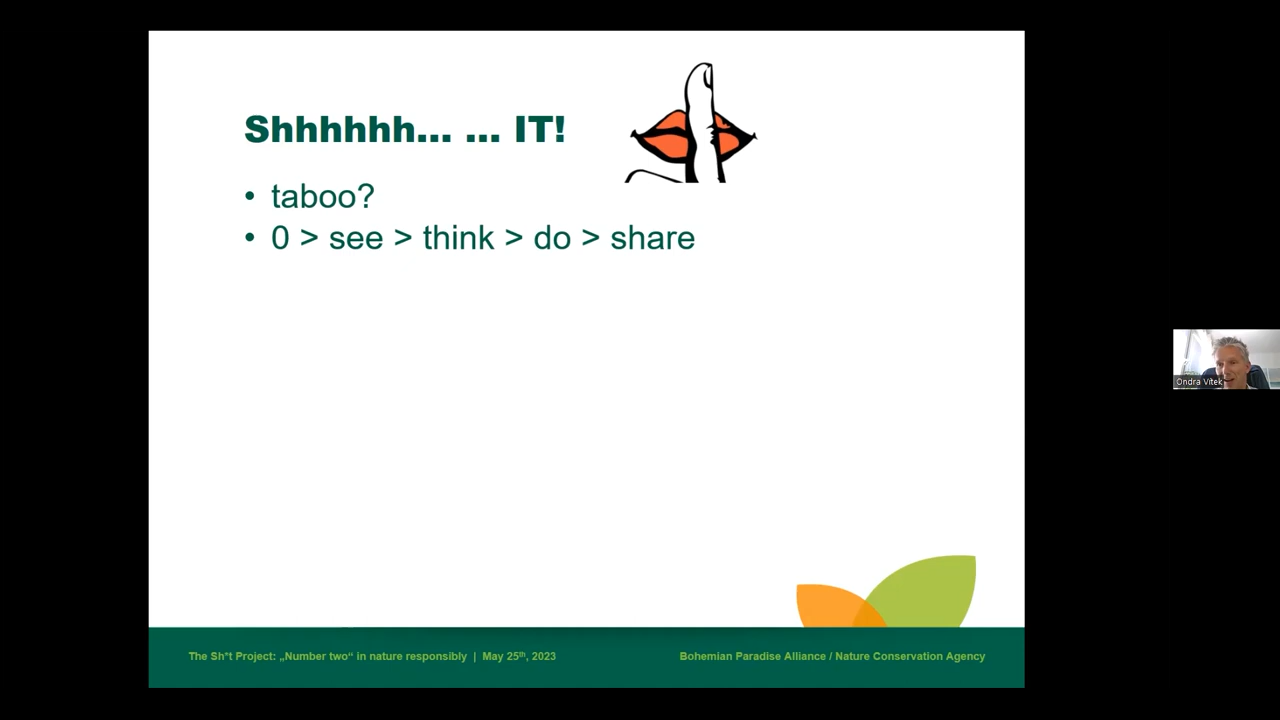 Shhhhhh... ... IT!
• taboo?
• 0 > see > think > do > share
Ondra Vítek
The Sh*t Project: „Number two“ in nature responsibly | May 25th, 2023
Bohemian Paradise Alliance / Nature Conservation Agency